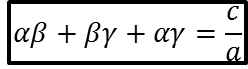 αβ + βγ + αγ = c/a